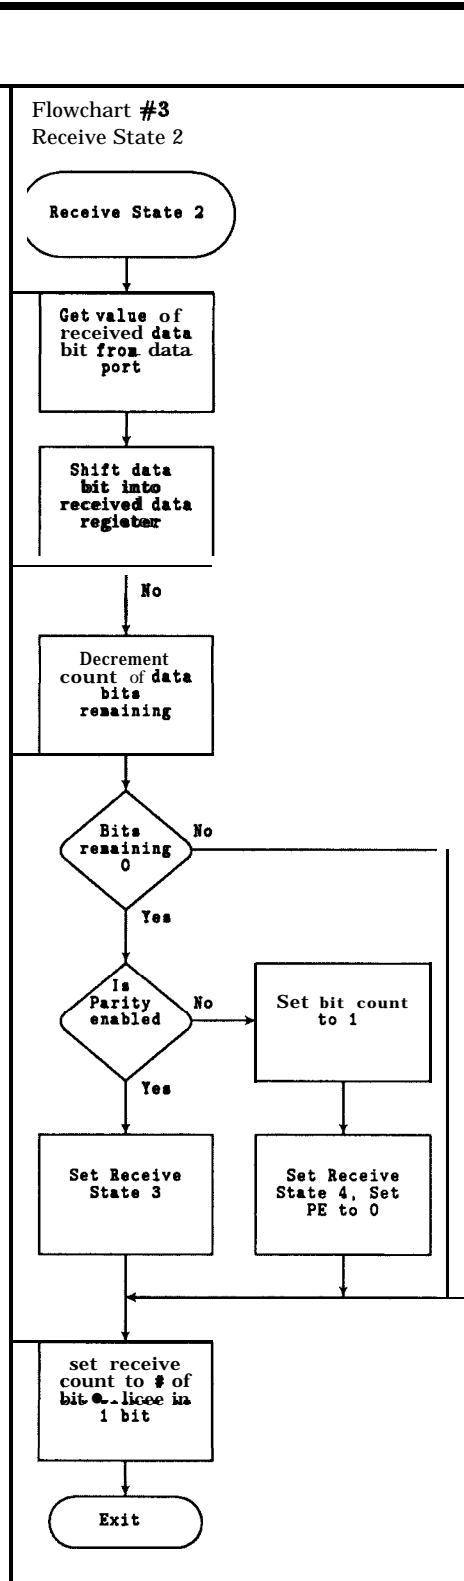 Flowchart #3
Receive State 2
Receive State 2
Get value of
received data
bit from data
port
Shift data
bit into
received data
register
No
Decrement
count of data
bits
remaining
Bits
remaining
0
No
Yes
Is
Parity
enabled
No
Set bit count
to 1
Yes
Set Receive
State 3
Set Receive
State 4, Set
PE to 0
set receive
count to # of
bit licee in
1 bit
Exit